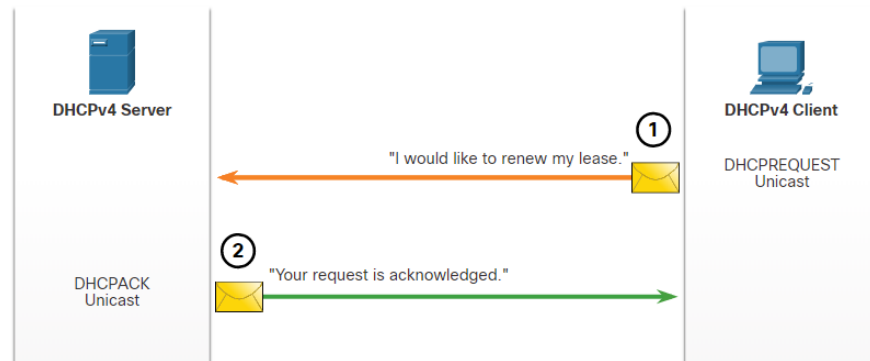 DHCPv4 Server
DHCPv4 Client
1
"I would like to renew my lease."
DHCPREQUEST
Unicast
2
"Your request is acknowledged."
DHCPACK
Unicast